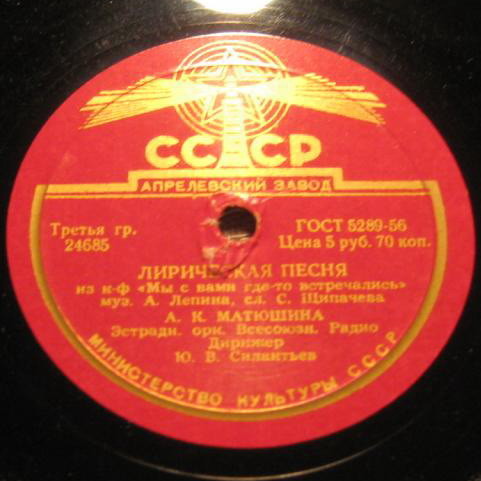 СССР
АПРЕЛЕВСКИЙ ЗАВОД
Третья гр.
24685
ГОСТ 5289-56
Цена 5 руб. 70 коп.
ЛИРИЧЕСКАЯ ПЕСНЯ
из к-ф «Мы с вами где-то встречались»
муз. А. Лепина, сл. С. Щипачева
А. К. МАТЮШИНА
Эстрадн. орк. Всесоюзн. Радио
Дирижер
Ю. В. Силантьев
МИНИСТЕРСТВО КУЛЬТУРЫ СССР